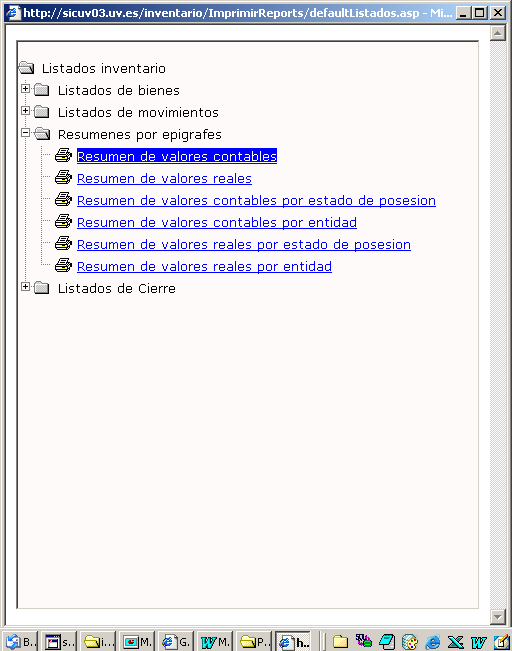 http://sicuv03.uv.es/inventario/ImprimirReports/defaultListados.asp - Mi...
Listados inventario
Listados de bienes
Listados de movimientos
Resumenes por epigrafes
Resumen de valores contables
Resumen de valores reales
Resumen de valores contables por estado de posesion
Resumen de valores contables por entidad
Resumen de valores reales por estado de posesion
Resumen de valores reales por entidad
Listados de Cierre
B.. s.. i... M.. G.. M.. P.. h..